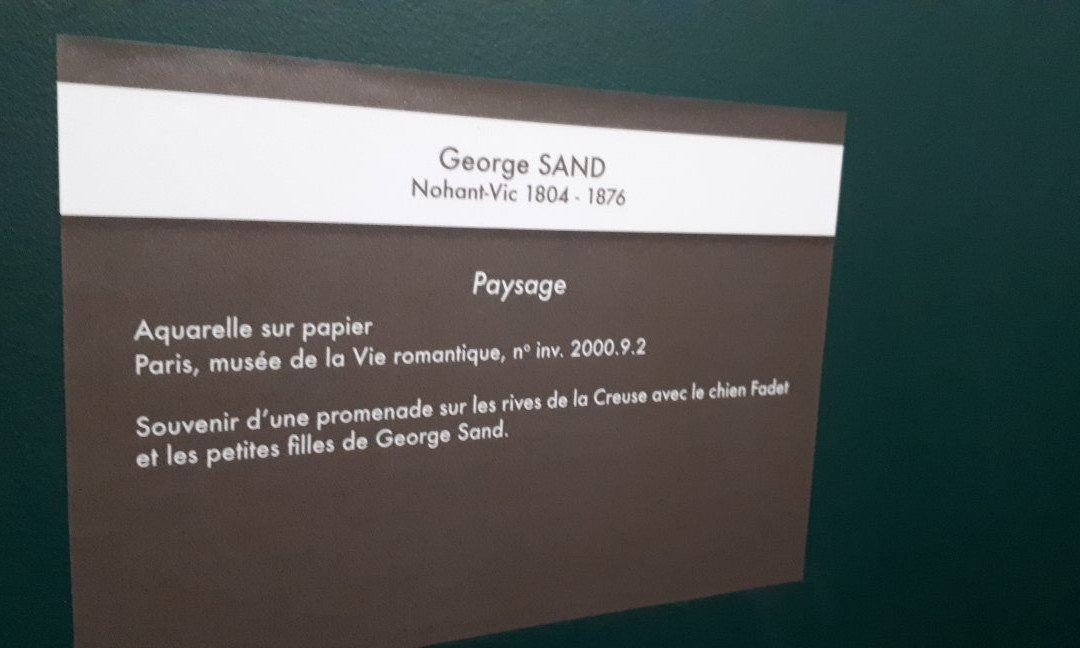 George SAND
Nohant-Vic 1804 - 1876
Paysage
Aquarelle sur papier
Paris, musée de la Vie romantique, n° inv. 2000.9.2
Souvenir d'une promenade sur les rives de la Creuse avec le chien Fadet
et les petites filles de George Sand.